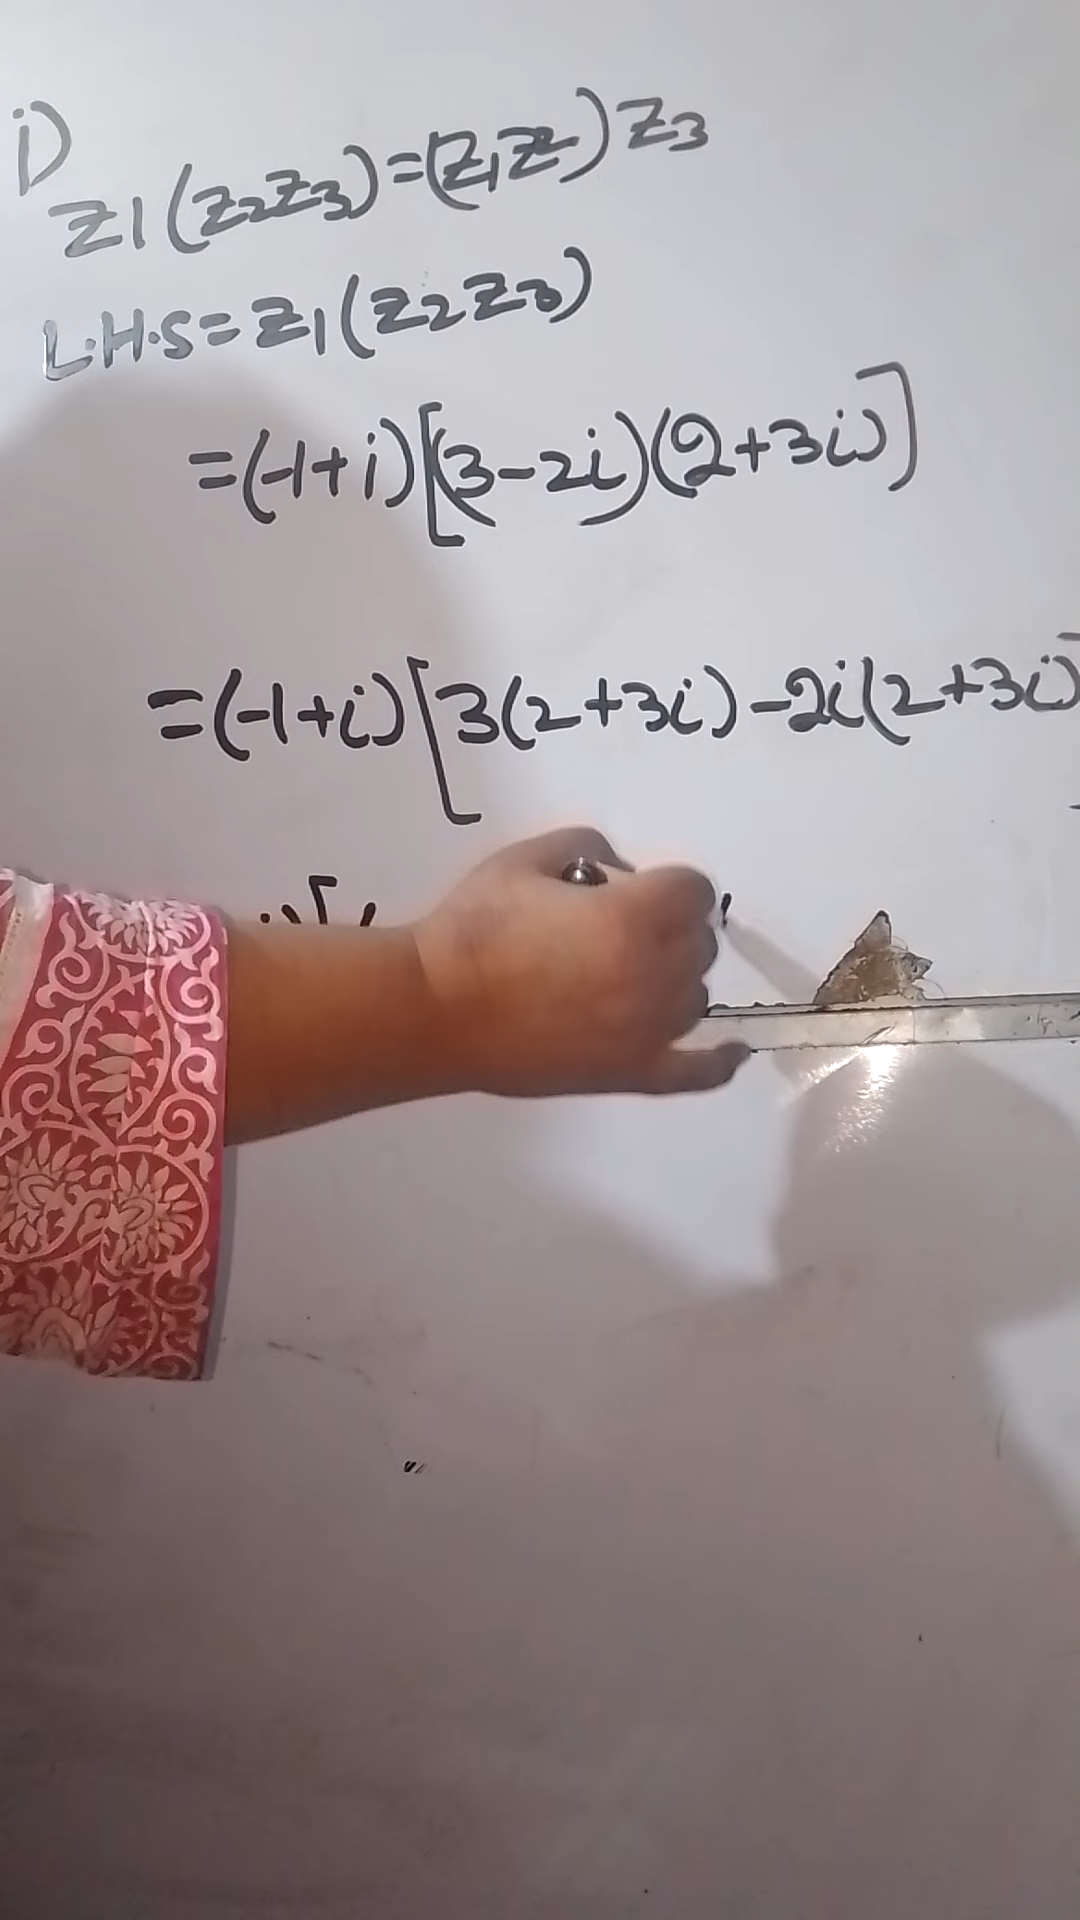 i)
Z1(Z2Z3)=(Z1Z2)Z3
L.H.S=Z1(Z2Z3)
=(-1+i)[(3-2i)(2+3i)]
=(-1+i)[3(2+3i)-2i(2+3i)]